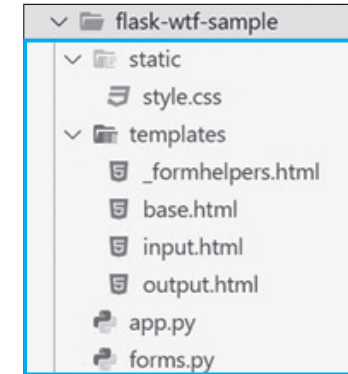 flask-wtf-sample
static
style.css
templates
_formhelpers.html
base.html
input.html
output.html
app.py
forms.py